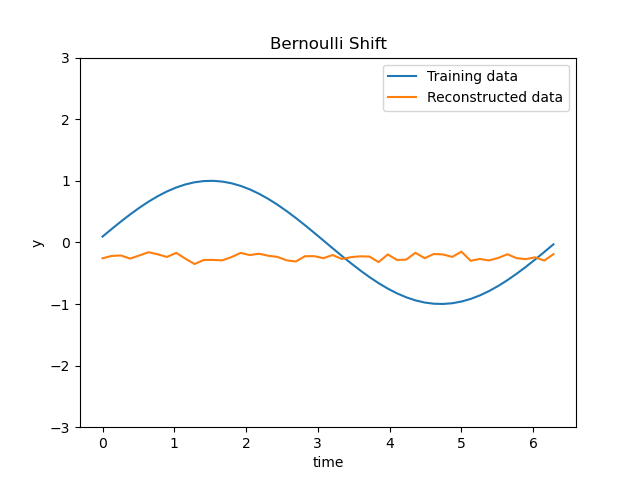 Bernoulli Shift
Training data
Reconstructed data
3
2
1
0
−1
−2
−3
y
0 1 2 3 4 5 6
time